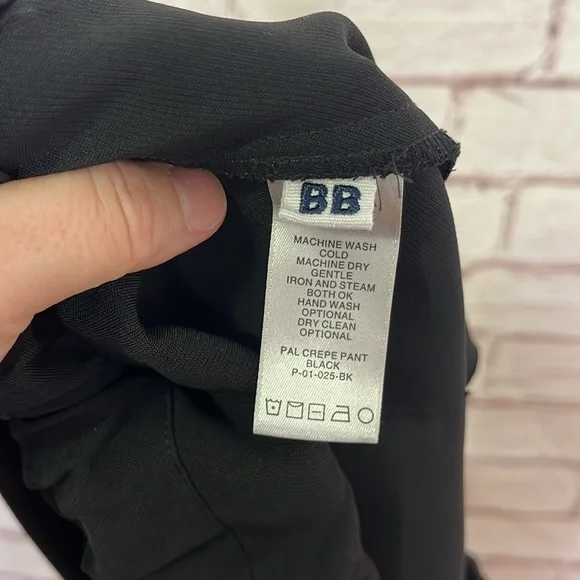 BB
MACHINE WASH
COLD
MACHINE DRY
GENTLE
IRON AND STEAM
BOTH OK
HAND WASH
OPTIONAL
DRY CLEAN
OPTIONAL
PAL CREPE PANT
BLACK
P-01-025-BK